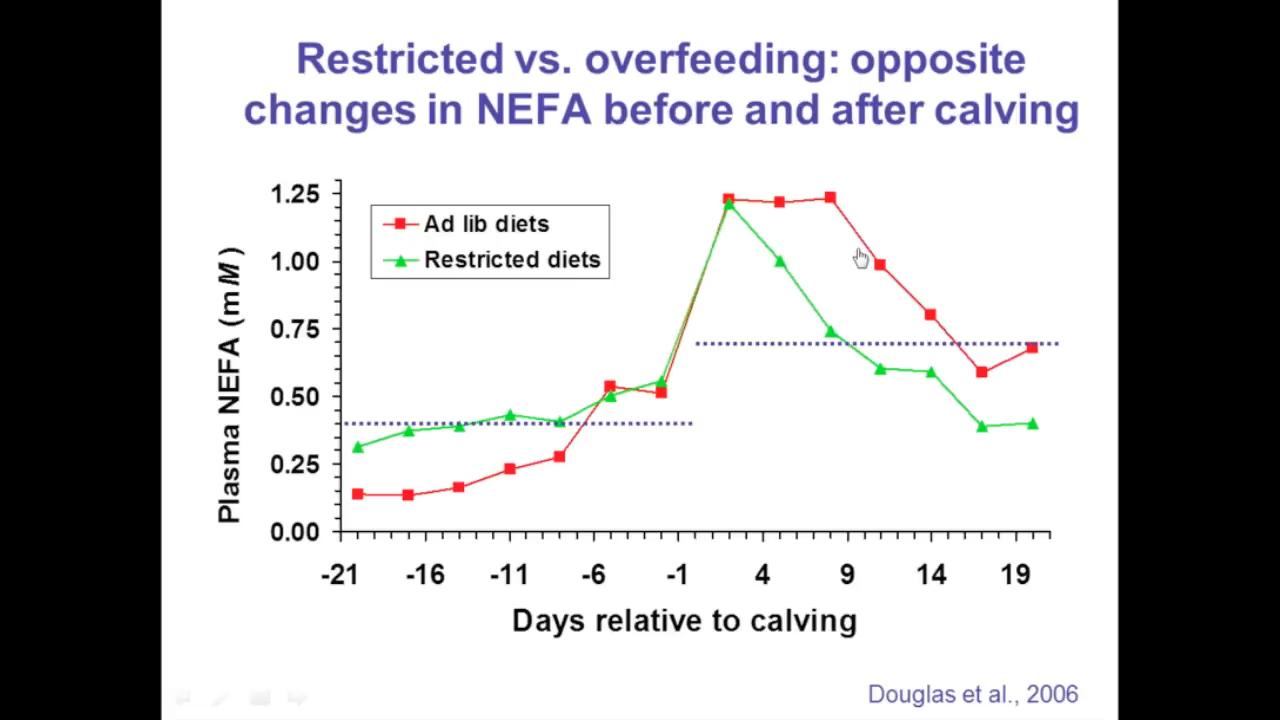 Restricted vs. overfeeding: opposite
changes in NEFA before and after calving
Plasma NEFA (mM)
1.25
1.00
0.75
0.50
0.25
0.00
Ad lib diets
Restricted diets
-21 -16 -11 -6 -1 4 9 14 19
Days relative to calving
Douglas et al., 2006